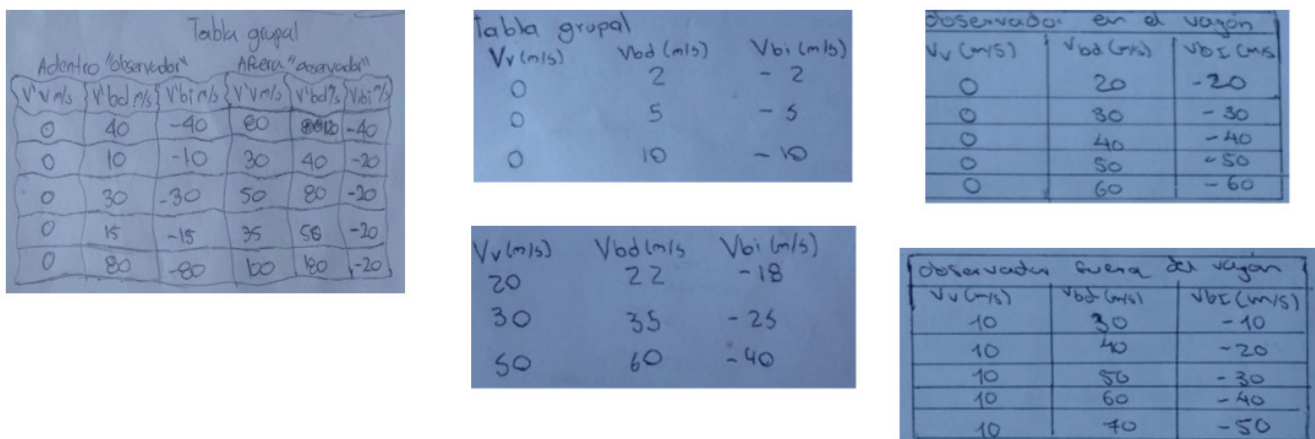 Tabla grupal
Adentro "observador" Afuera "observador"
V'v m/s V'bd m/s V'bi m/s V'v m/s V'bd m/s V'bi m/s
0 40 -40 80 120 -40
0 10 -10 30 40 -20
0 30 -30 50 80 -20
0 15 -15 35 50 -20
0 80 -80 100 180 -20
Tabla grupal
Vv (m/s) Vbd (m/s) Vbi (m/s)
0 2 - 2
0 5 - 5
0 10 - 10
Vv (m/s) Vbd (m/s Vbi (m/s)
20 22 -18
30 35 - 25
50 60 -40
observador en el vagón
Vv (m/s) Vbd (m/s) VbI (m/s)
0 20 -20
0 30 - 30
0 40 -40
0 50 -50
0 60 - 60
observador fuera del vagón
Vv (m/s) Vbd (m/s) VbI (m/s)
10 30 - 10
10 40 -20
10 50 - 30
10 60 - 40
10 70 - 50